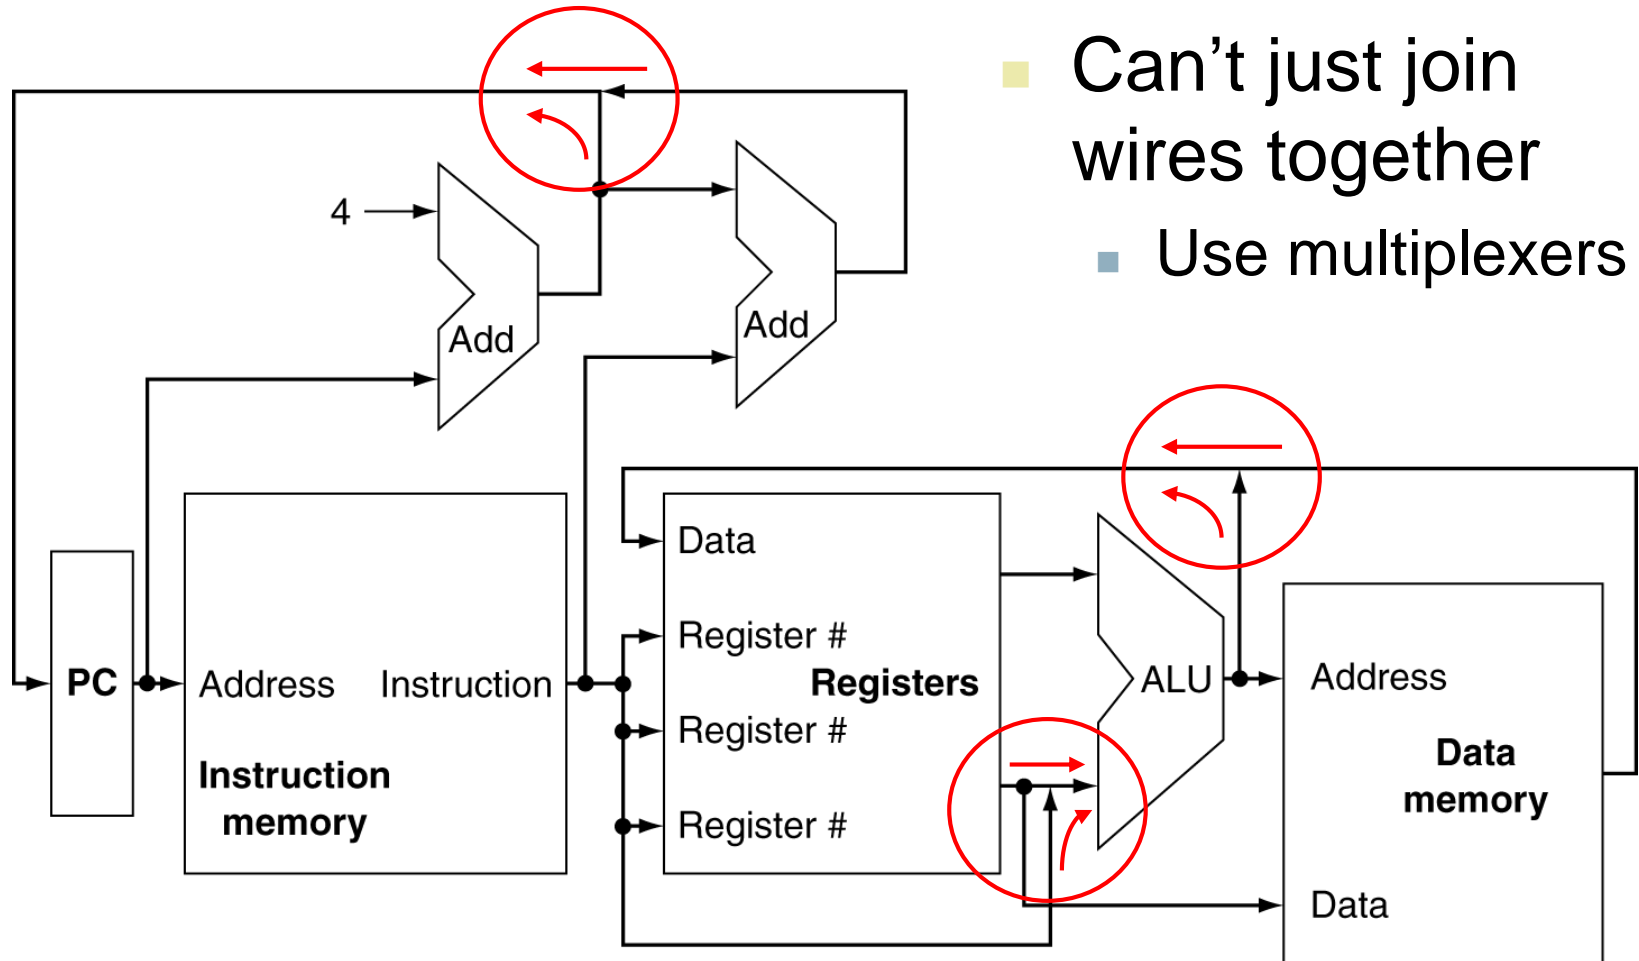 Can’t just join
wires together
Use multiplexers
4
Add
Add
PC
Address
Instruction
Instruction
memory
Data
Register #
Registers
Register #
Register #
ALU
Address
Data
memory
Data